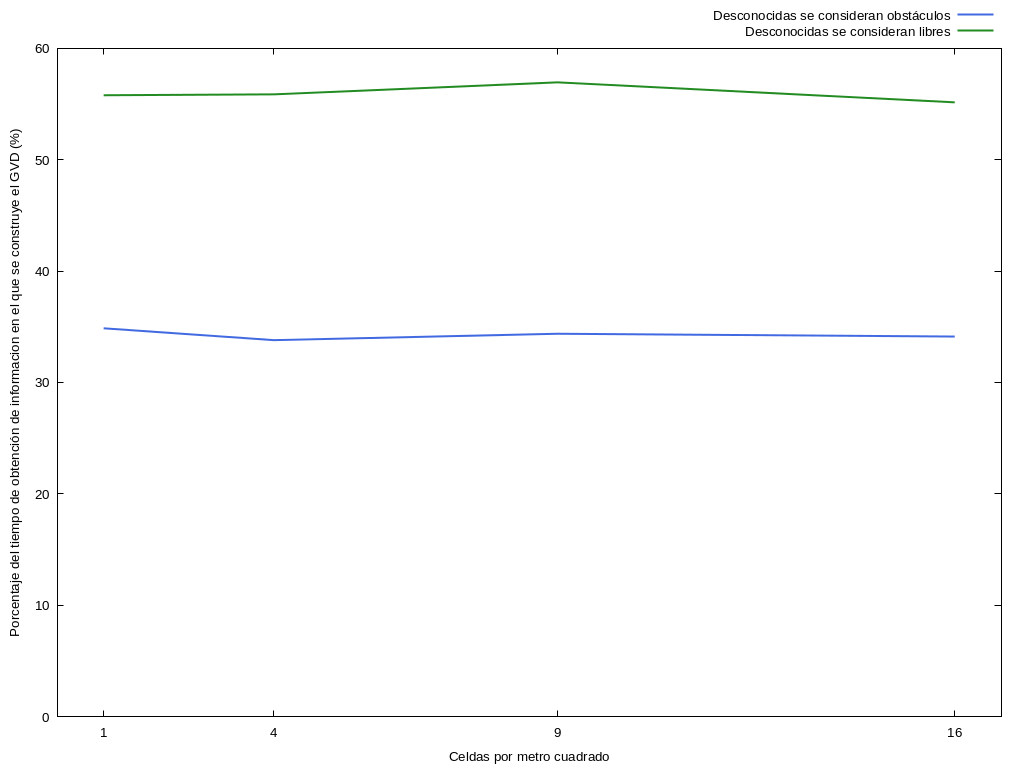 Desconocidas se consideran obstáculos
Desconocidas se consideran libres
Porcentaje del tiempo de obtención de informacion en el que se construye el GVD (%)
60
50
40
30
20
10
0
1 4 9 16
Celdas por metro cuadrado